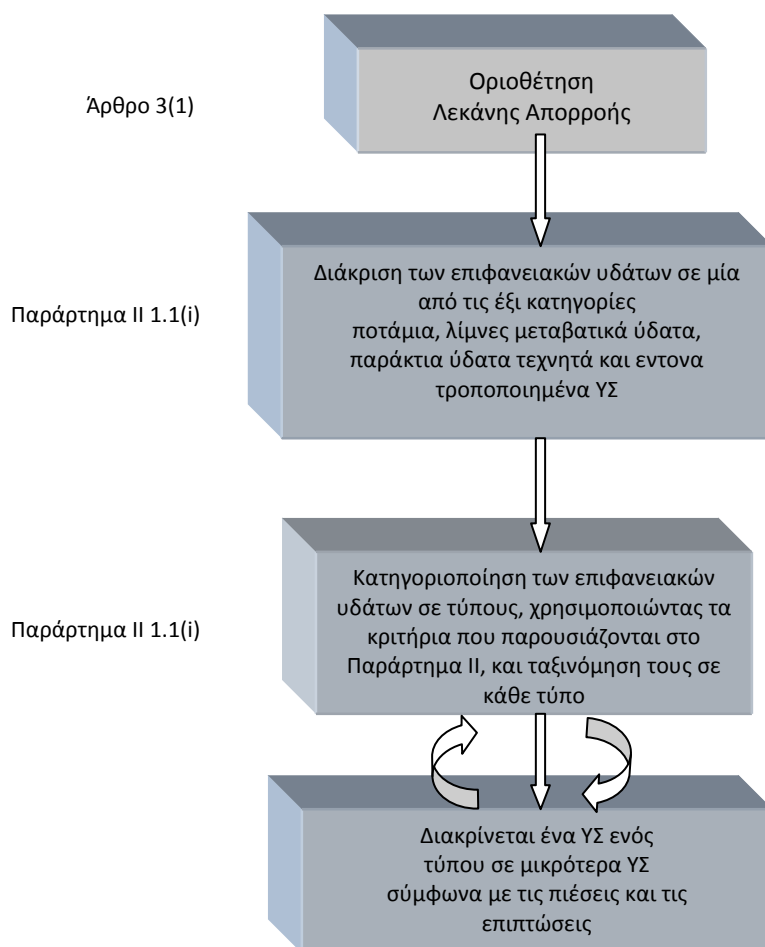 Άρθρο 3(1)
Οριοθέτηση
Λεκάνης Απορροής
Παράρτημα ΙΙ 1.1(i)
Διάκριση των επιφανειακών υδάτων σε μία
από τις έξι κατηγορίες
ποτάμια, λίμνες μεταβατικά ύδατα,
παράκτια ύδατα τεχνητά και εντονα
τροποποιημένα ΥΣ
Παράρτημα ΙΙ 1.1(i)
Κατηγοριοποίηση των επιφανειακών
υδάτων σε τύπους, χρησιμοποιώντας τα
κριτήρια που παρουσιάζονται στο
Παράρτημα ΙΙ, και ταξινόμηση τους σε
κάθε τύπο
Διακρίνεται ένα ΥΣ ενός
τύπου σε μικρότερα ΥΣ
σύμφωνα με τις πιέσεις και τις
επιπτώσεις